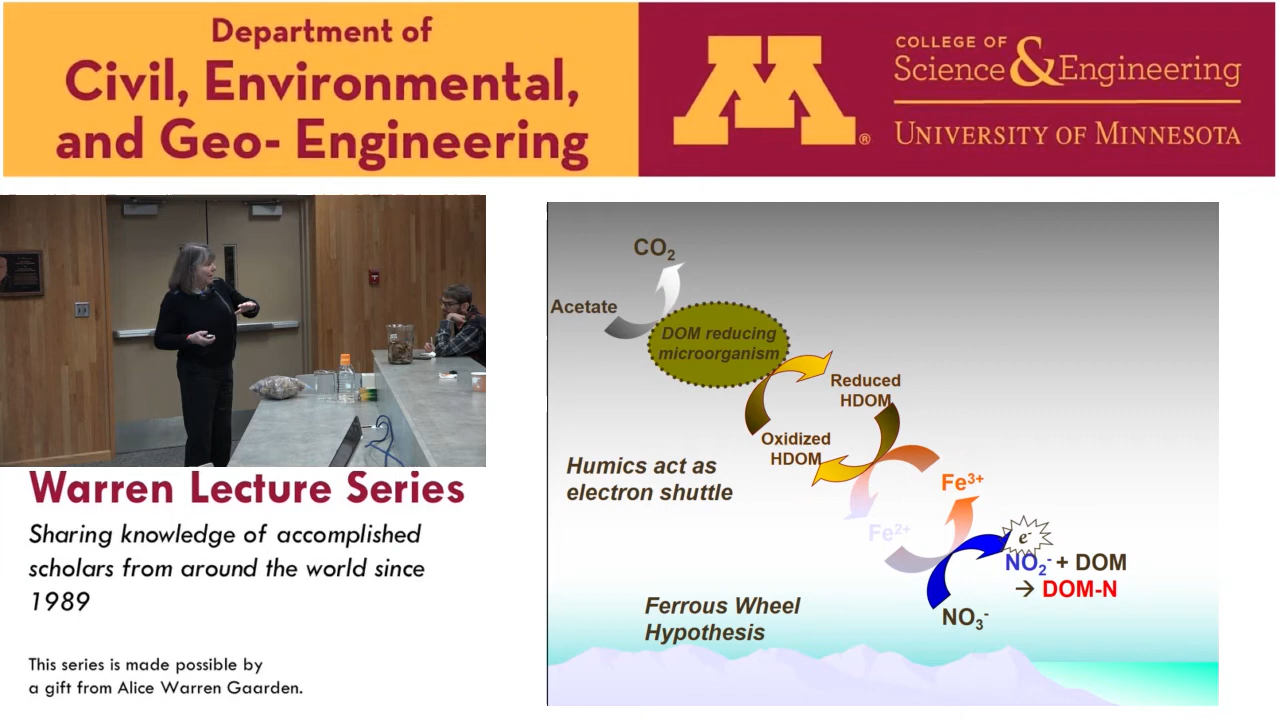 Department of
Civil, Environmental,
and Geo- Engineering
M®
COLLEGE OF
Science & Engineering
UNIVERSITY OF MINNESOTA
Warren Lecture Series
Sharing knowledge of accomplished
scholars from around the world since
1989
This series is made possible by
a gift from Alice Warren Gaarden.
CO₂
Acetate
DOM reducing
microorganism
Reduced
HDOM
Oxidized
HDOM
Humics act as
electron shuttle
Fe³⁺
Fe²⁺
e⁻
NO₂⁻ + DOM
→ DOM-N
NO₃⁻
Ferrous Wheel
Hypothesis